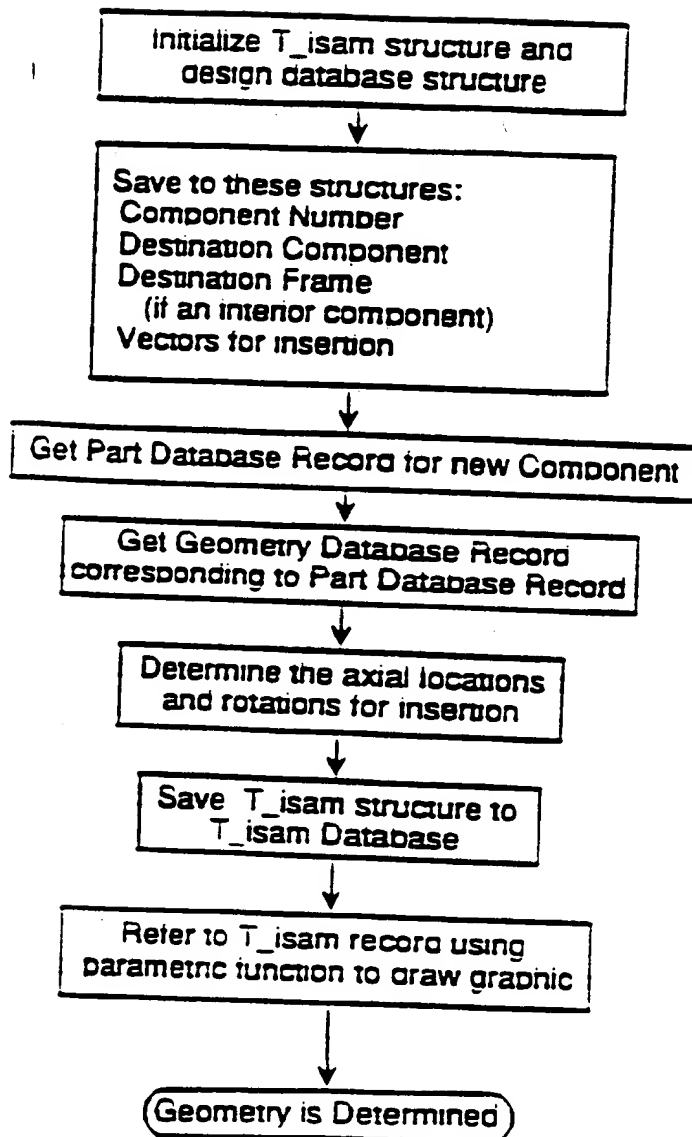 Initialize T_isam structure and
design database structure
Save to these structures:
Component Number
Destination Component
Destination Frame
(if an interior component)
Vectors for insertion
Get Part Database Record for new Component
Get Geometry Database Record
corresponding to Part Database Record
Determine the axial locations
and rotations for insertion
Save T_isam structure to
T_isam Database
Refer to T_isam record using
parametric function to draw graphic
Geometry is Determined